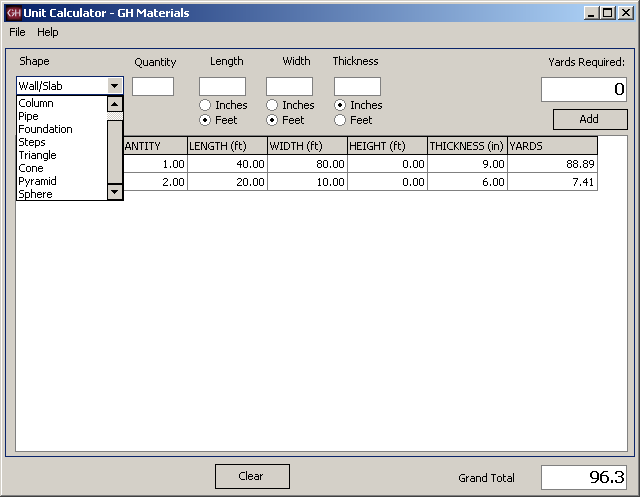 GH Unit Calculator - GH Materials
File Help
Shape Quantity Length Width Thickness Yards Required:
Wall/Slab 0
Inches Inches Inches
Feet Feet Feet Add
Column
Pipe
Foundation
Steps
Triangle
Cone
Pyramid
Sphere
ANTITY LENGTH (ft) WIDTH (ft) HEIGHT (ft) THICKNESS (in) YARDS
1.00 40.00 80.00 0.00 9.00 88.89
2.00 20.00 10.00 0.00 6.00 7.41
Clear Grand Total 96.3